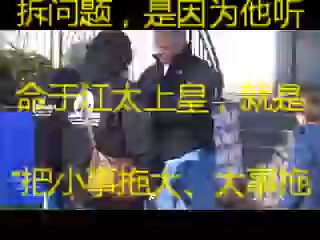 拆问题，是因为他听
命于江太上皇，就是
“把小事拖大、大事拖